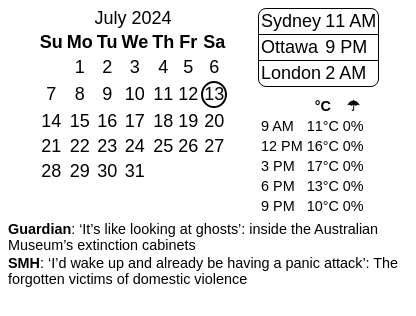 July 2024
Su Mo Tu We Th Fr Sa
1 2 3 4 5 6
7 8 9 10 11 12 13
14 15 16 17 18 19 20
21 22 23 24 25 26 27
28 29 30 31
Sydney 11 AM
Ottawa 9 PM
London 2 AM
°C ☂
9 AM 11°C 0%
12 PM 16°C 0%
3 PM 17°C 0%
6 PM 13°C 0%
9 PM 10°C 0%
Guardian: ‘It’s like looking at ghosts’: inside the Australian
Museum’s extinction cabinets
SMH: ‘I’d wake up and already be having a panic attack’: The
forgotten victims of domestic violence